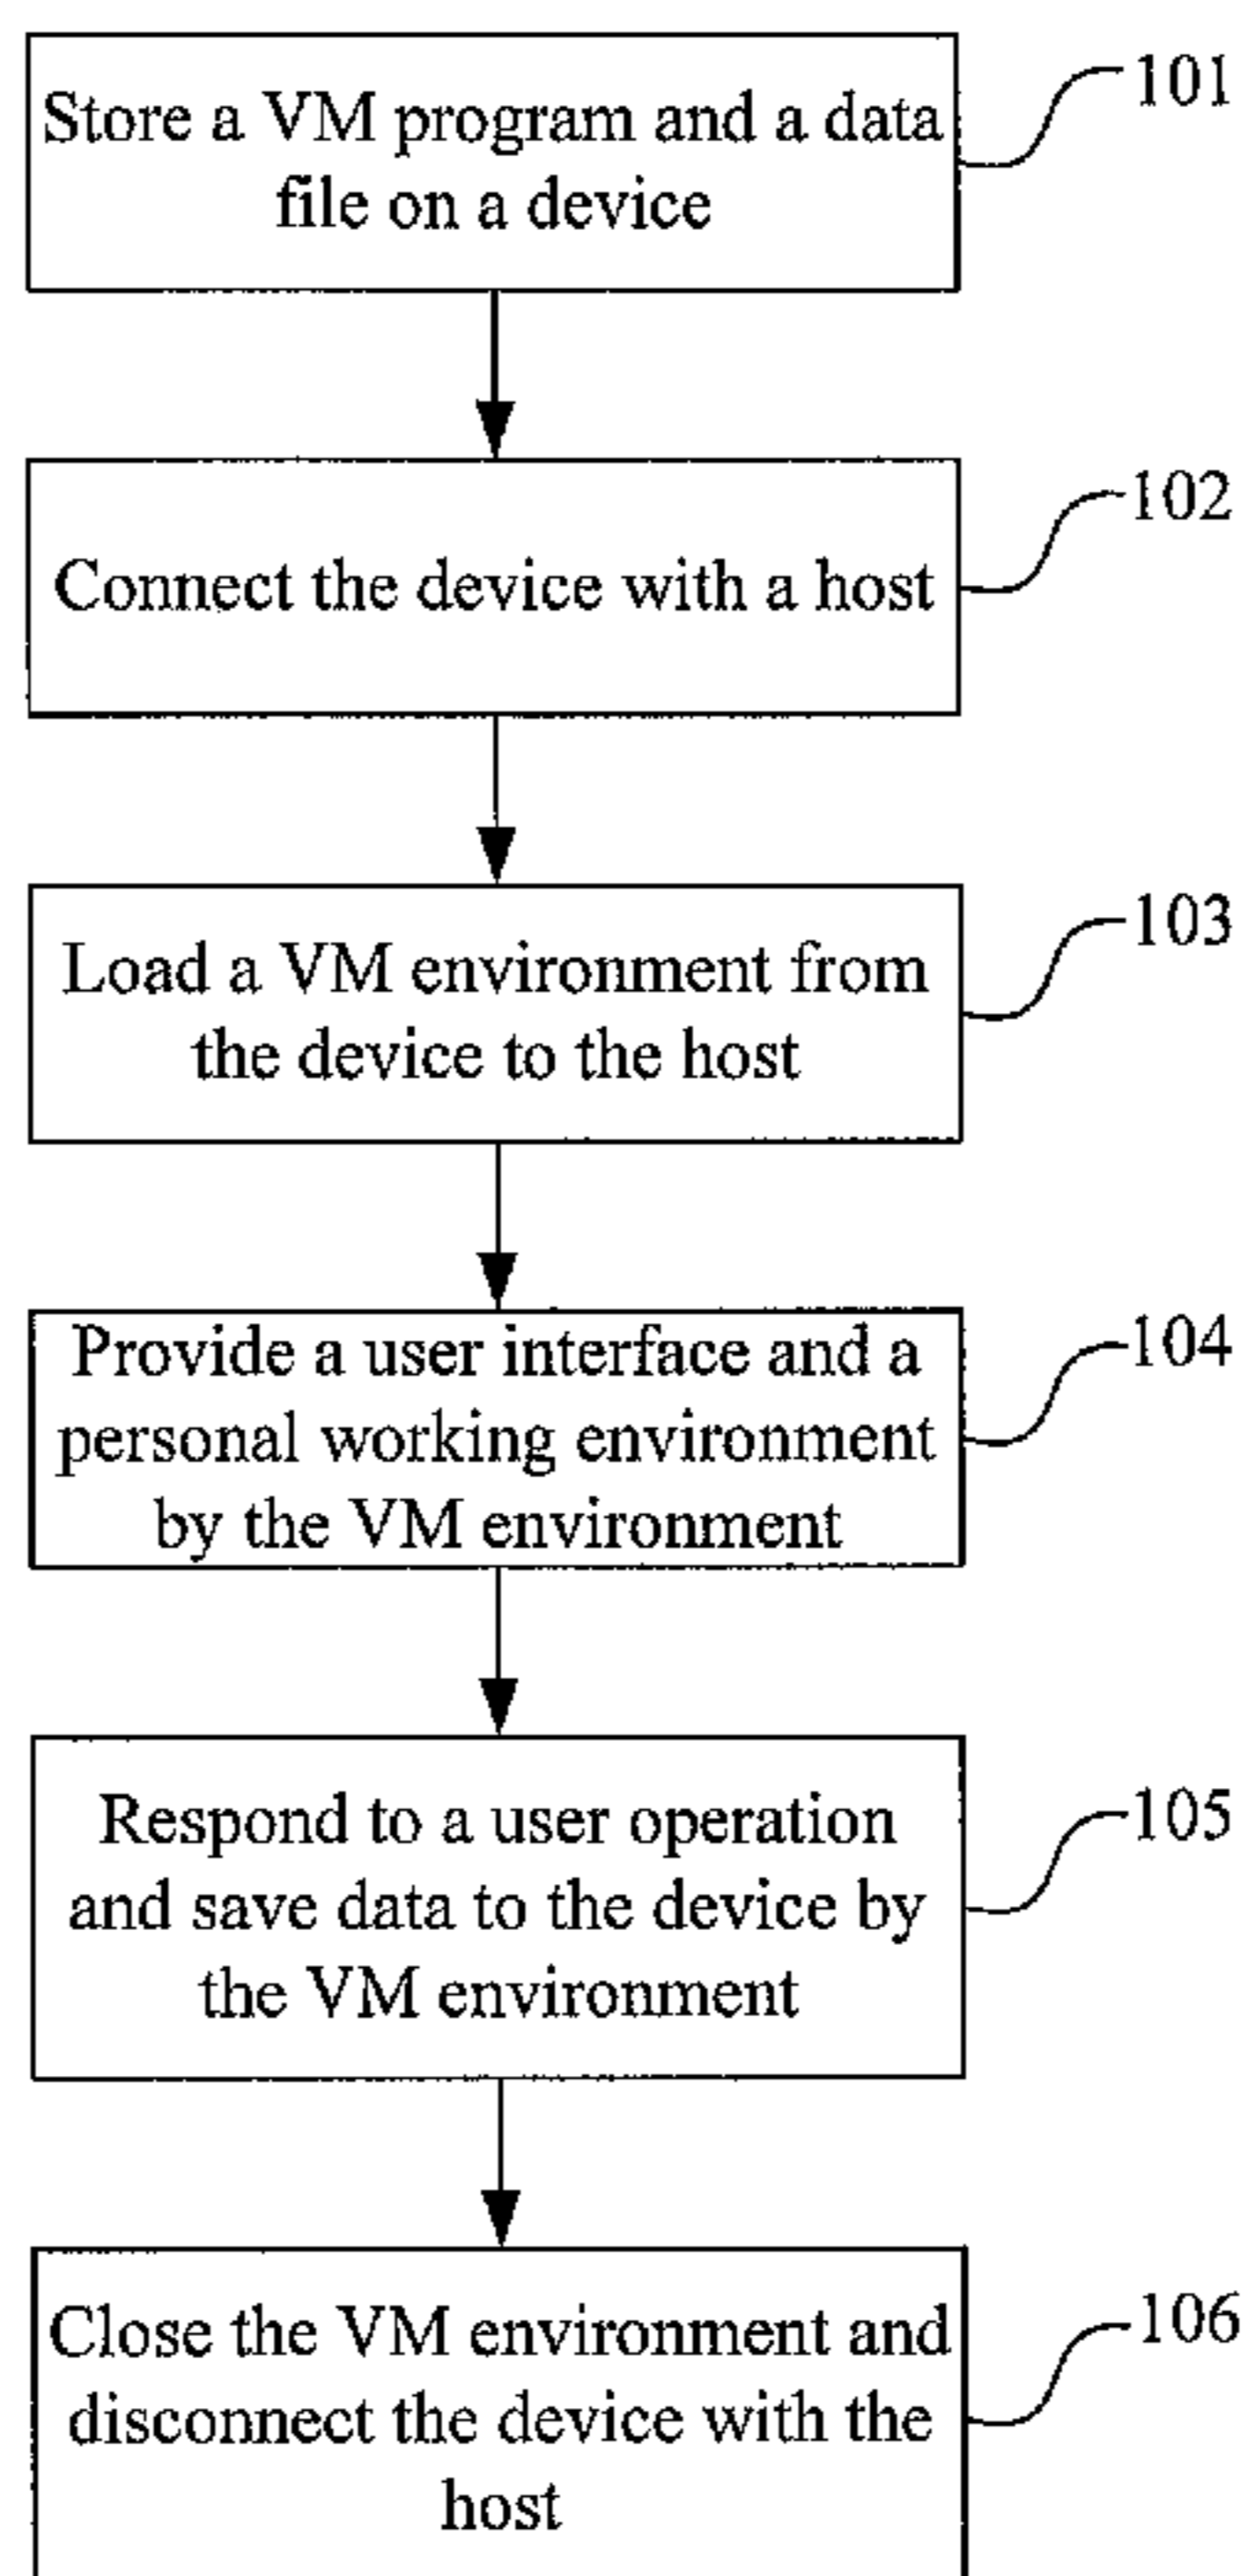 Store a VM program and a data
file on a device
101
Connect the device with a host
102
Load a VM environment from
the device to the host
103
Provide a user interface and a
personal working environment
by the VM environment
104
Respond to a user operation
and save data to the device by
the VM environment
105
Close the VM environment and
disconnect the device with the
host
106